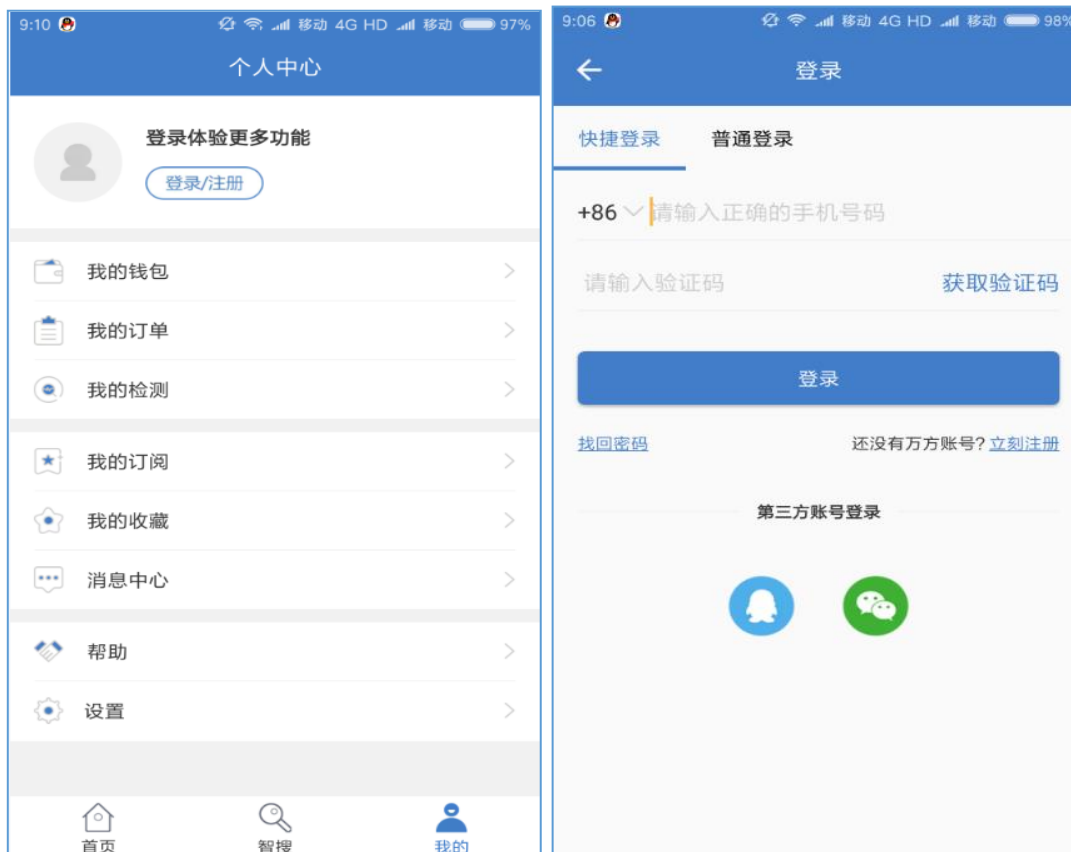 9:10 移动 4G HD 移动 97%
个人中心
登录体验更多功能
登录/注册
我的钱包
我的订单
我的检测
我的订阅
我的收藏
消息中心
帮助
设置
首页 智搜 我的
9:06 移动 4G HD 移动 98%
登录
快捷登录 普通登录
+86 请输入正确的手机号码
请输入验证码 获取验证码
登录
找回密码 还没有万方账号? 立刻注册
第三方账号登录